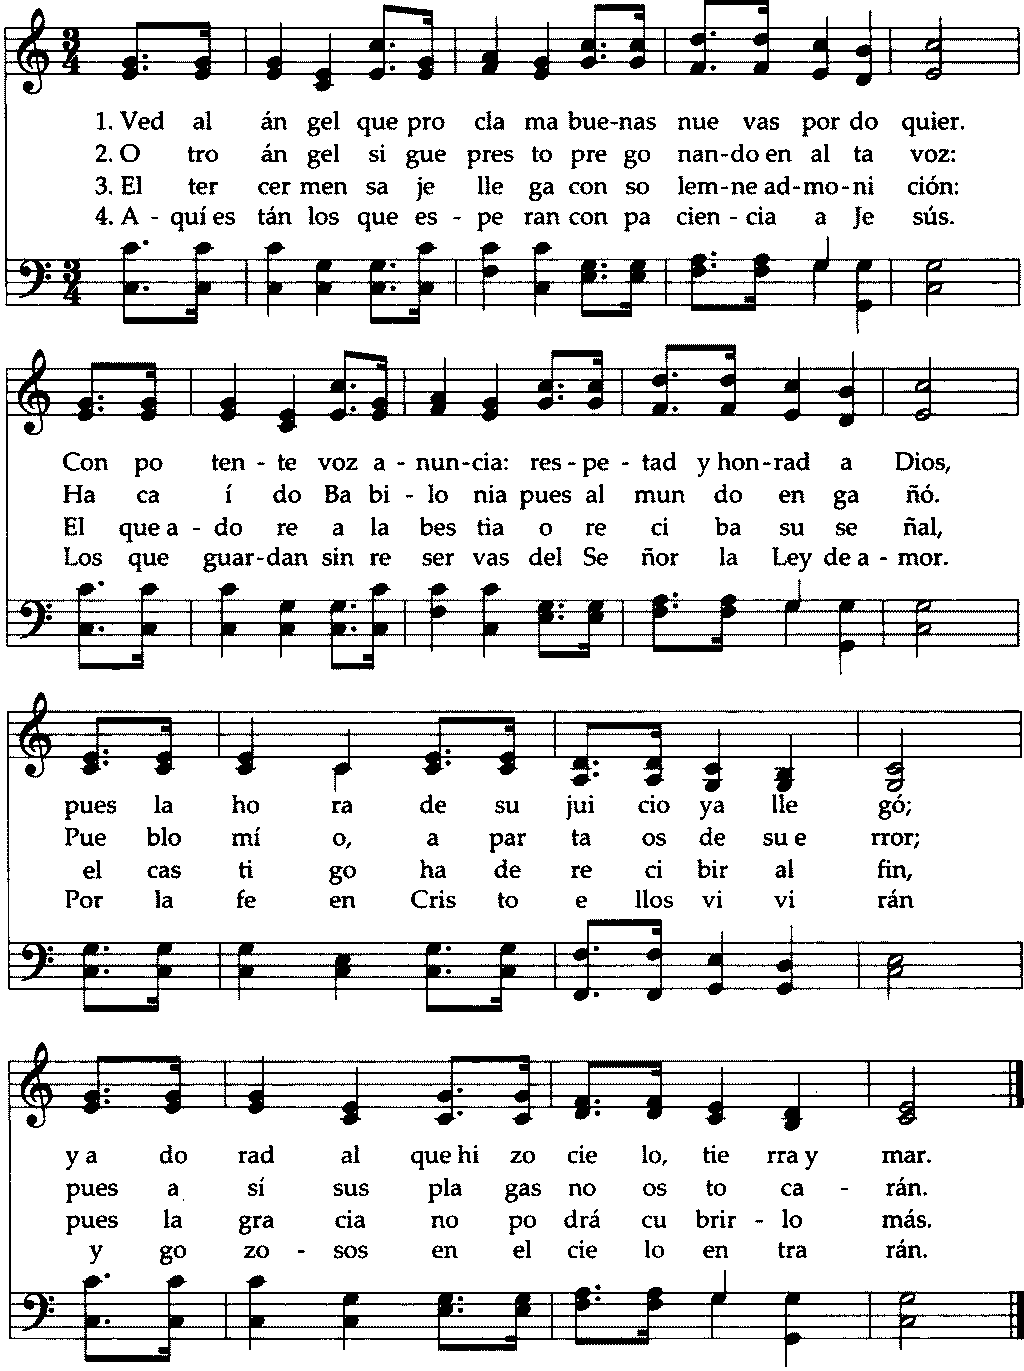 1. Ved al án gel que pro cla ma bue-nas nue vas por do quier.
2. O tro án gel si gue pres to pre go nan-do en al ta voz:
3. El ter cer men sa je lle ga con so lem-ne ad-mo-ni ción:
4. A-quí es tán los que es-pe ran con pa cien-cia a Je sús.
Con po ten-te voz a-nun-cia: res-pe-tad y hon-rad a Dios,
Ha ca í do Ba bi-lo nia pues al mun do en ga ñó.
El que a-do re a la bes tia o re ci ba su se ñal,
Los que guar-dan sin re ser vas del Se ñor la Ley de a-mor.
pues la ho ra de su jui cio ya lle gó;
Pue blo mí o, a par ta os de su e rror;
el cas ti go ha de re ci bir al fin,
Por la fe en Cris to e llos vi vi rán
y a do rad al que hi zo cie lo, tie rra y mar.
pues a sí sus pla gas no os to ca-rán.
pues la gra cia no po drá cu brir-lo más.
y go zo-sos en el cie lo en tra rán.